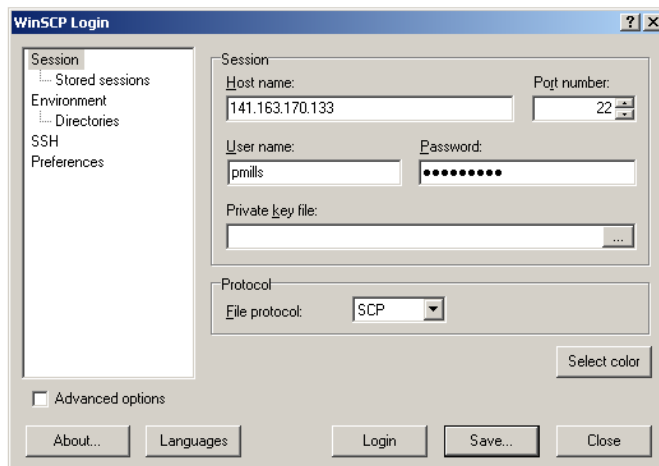 WinSCP Login
Session
Stored sessions
Environment
Directories
SSH
Preferences
Session
Host name:
Port number:
141.163.170.133
22
User name:
Password:
pmills
●●●●●●●●●
Private key file:
...
Protocol
File protocol:
SCP
Select color
Advanced options
About...
Languages
Login
Save...
Close